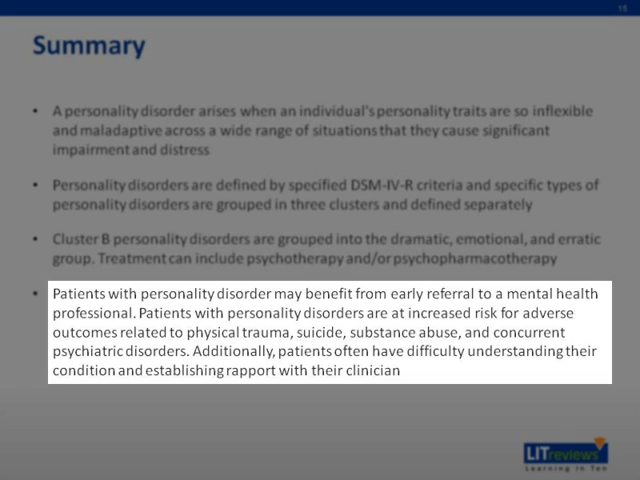 15
Summary
• A personality disorder arises when an individual's personality traits are so inflexible
and maladaptive across a wide range of situations that they cause significant
impairment and distress
• Personality disorders are defined by specified DSM-IV-R criteria and specific types of
personality disorders are grouped in three clusters and defined separately
• Cluster B personality disorders are grouped into the dramatic, emotional, and erratic
group. Treatment can include psychotherapy and/or psychopharmacotherapy
• Patients with personality disorder may benefit from early referral to a mental health
professional. Patients with personality disorders are at increased risk for adverse
outcomes related to physical trauma, suicide, substance abuse, and concurrent
psychiatric disorders. Additionally, patients often have difficulty understanding their
condition and establishing rapport with their clinician
LITreviews
Learning in Ten